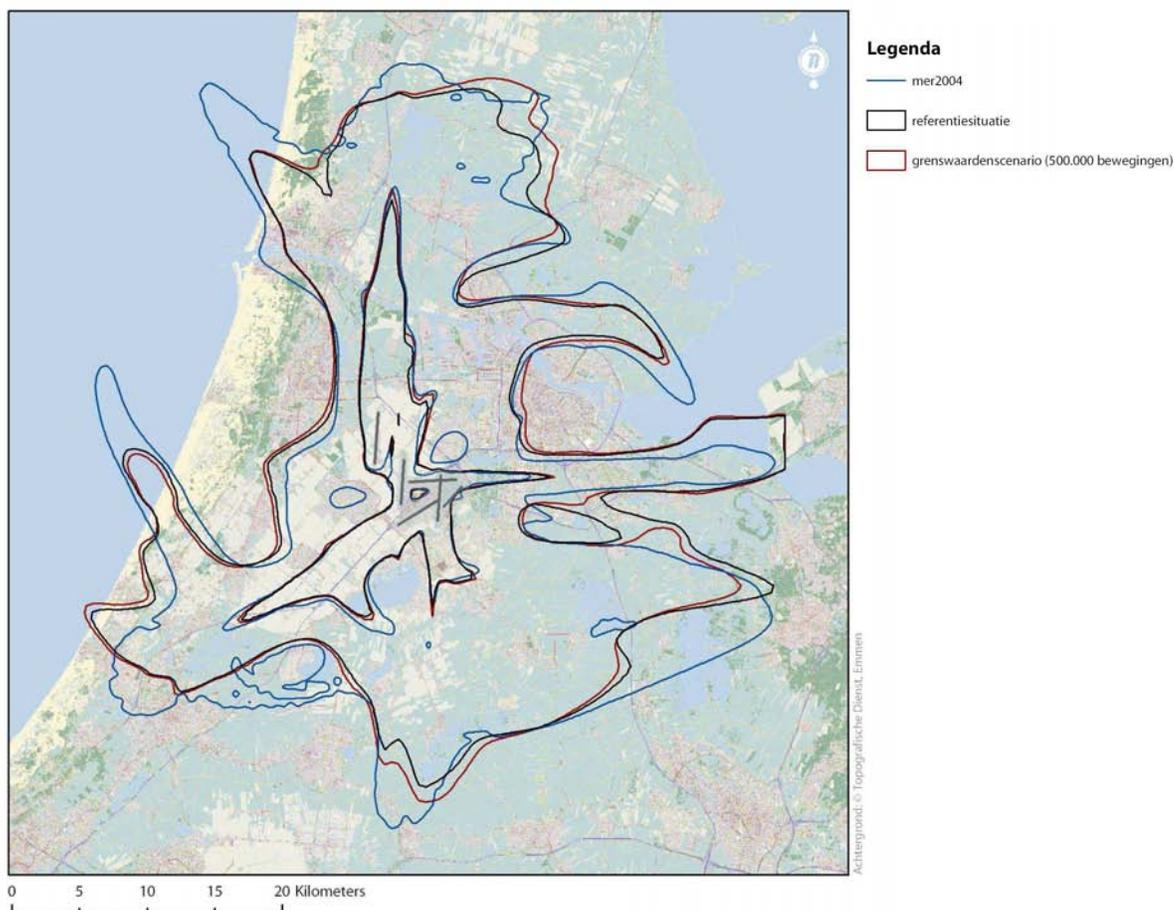 n
Legenda
mer2004
referentiesituatie
grenswaardenscenario (500.000 bewegingen)
Achtergrond: © Topografische Dienst, Emmen
0 5 10 15 20 Kilometers